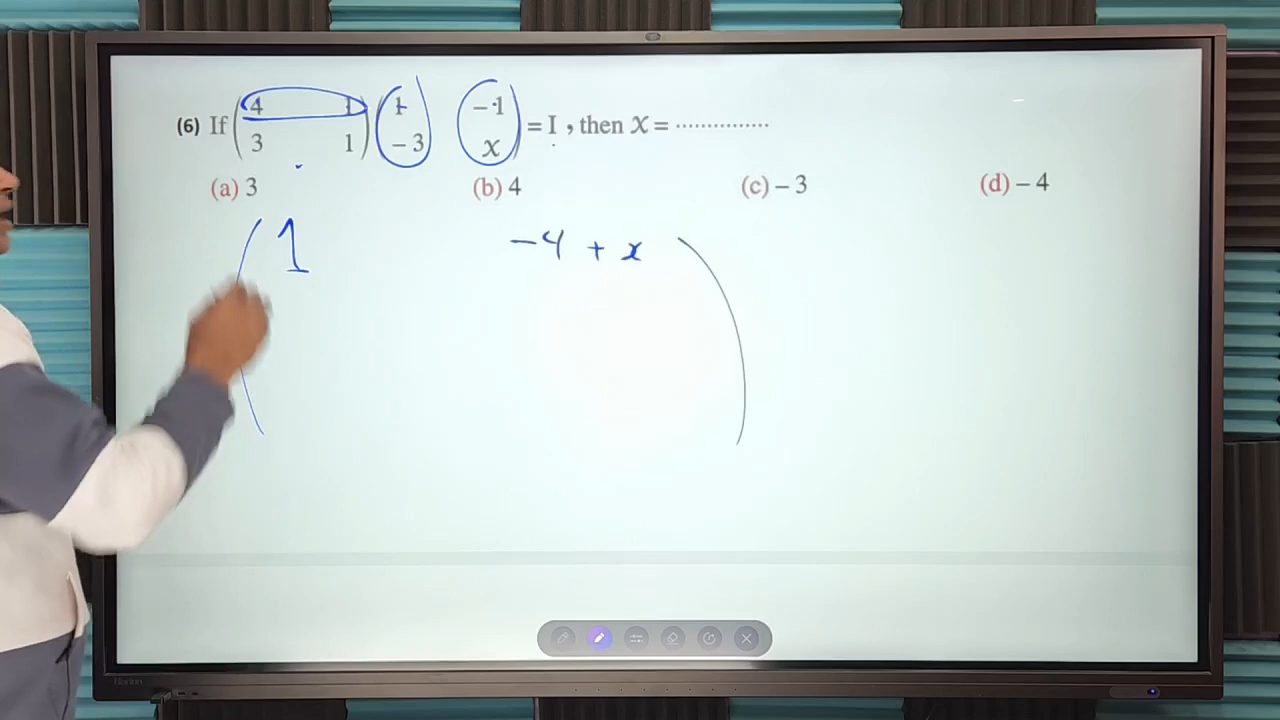 (6) If ( 4 1 ) ( 1 -1 ) = I , then x = ...............
3 1 -3 x
(a) 3 (b) 4 (c) - 3 (d) - 4
( 1 -4 + x )